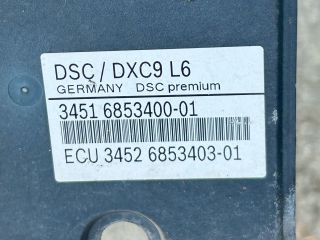 DSC / DXC9 L6
GERMANY DSC premium
3451 6853400-01
ECU 3452 6853403-01